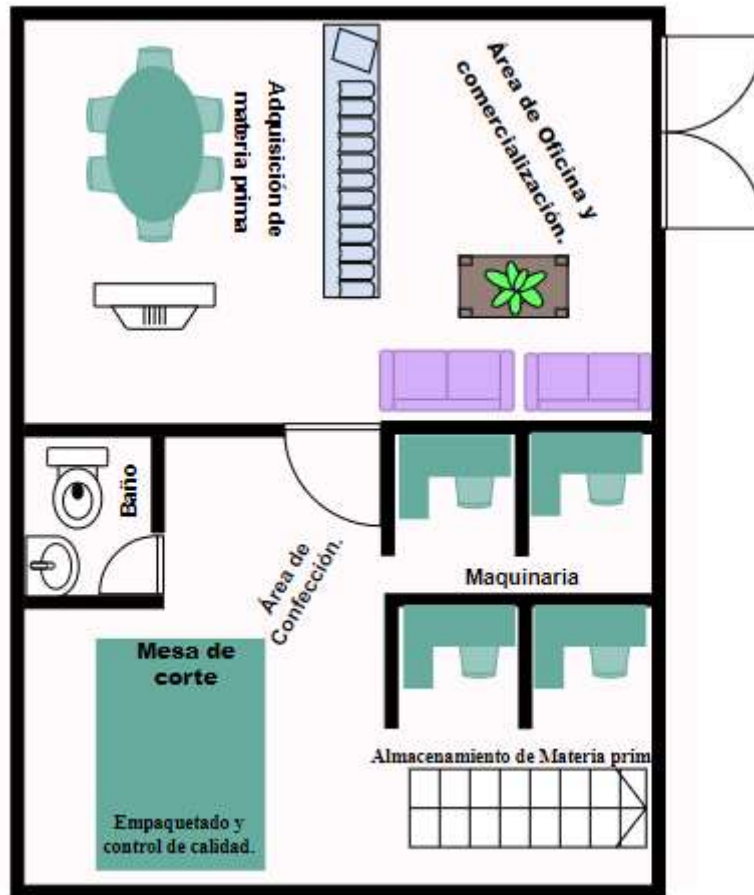 Adquisición de
materia prima
Área de Oficina y
comercialización.
Baño
Área de
Confección.
Maquinaria
Mesa de
corte
Almacenamiento de Materia prim
Empaquetado y
control de calidad.